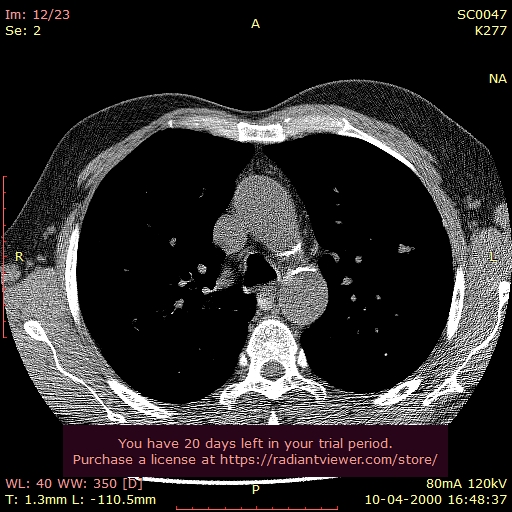 Im: 12/23
Se: 2
A
SC0047
K277
NA
R
L
You have 20 days left in your trial period.
Purchase a license at https://radiantviewer.com/store/
WL: 40 WW: 350 [D]
T: 1.3mm L: -110.5mm
P
80mA 120kV
10-04-2000 16:48:37